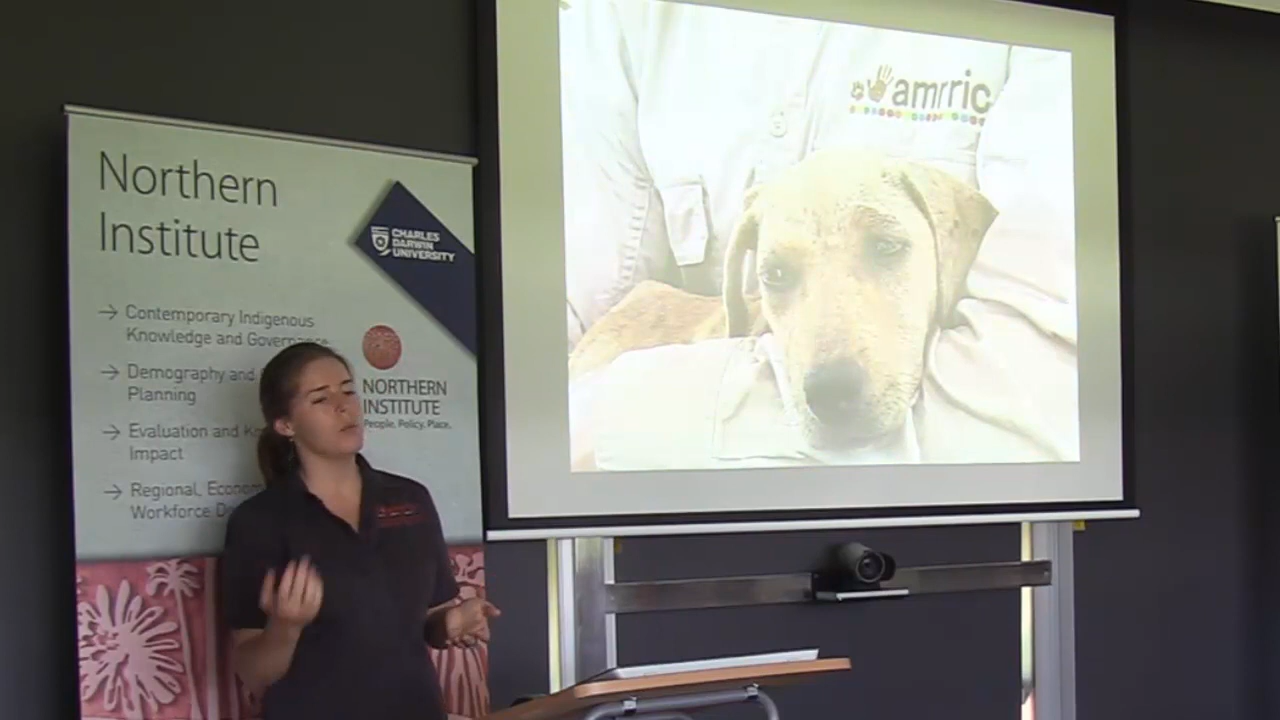 Northern
Institute
CHARLES
DARWIN
UNIVERSITY
→ Contemporary Indigenous
Knowledge and Governance
→ Demography and
Planning
→ Evaluation and
Impact
→ Regional,
Workforce
NORTHERN
INSTITUTE
People. Policy. Place.
amrric